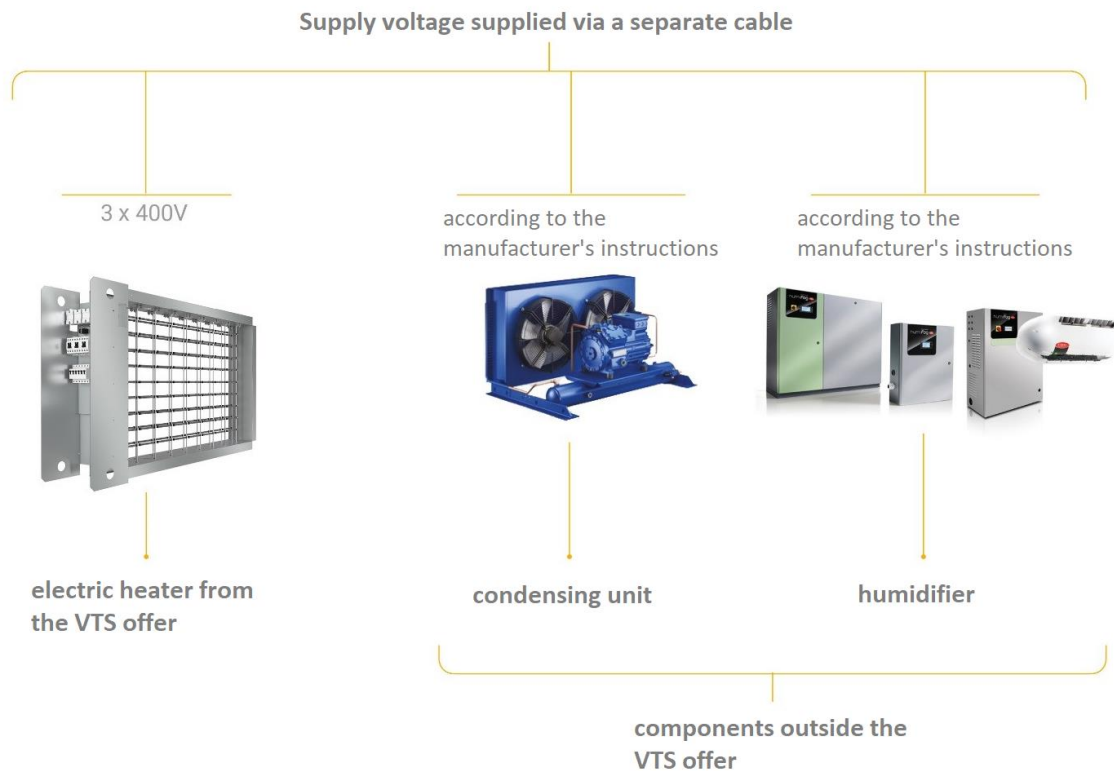 Supply voltage supplied via a separate cable
3 x 400V
according to the
manufacturer's instructions
according to the
manufacturer's instructions
electric heater from
the VTS offer
condensing unit
humidifier
components outside the
VTS offer